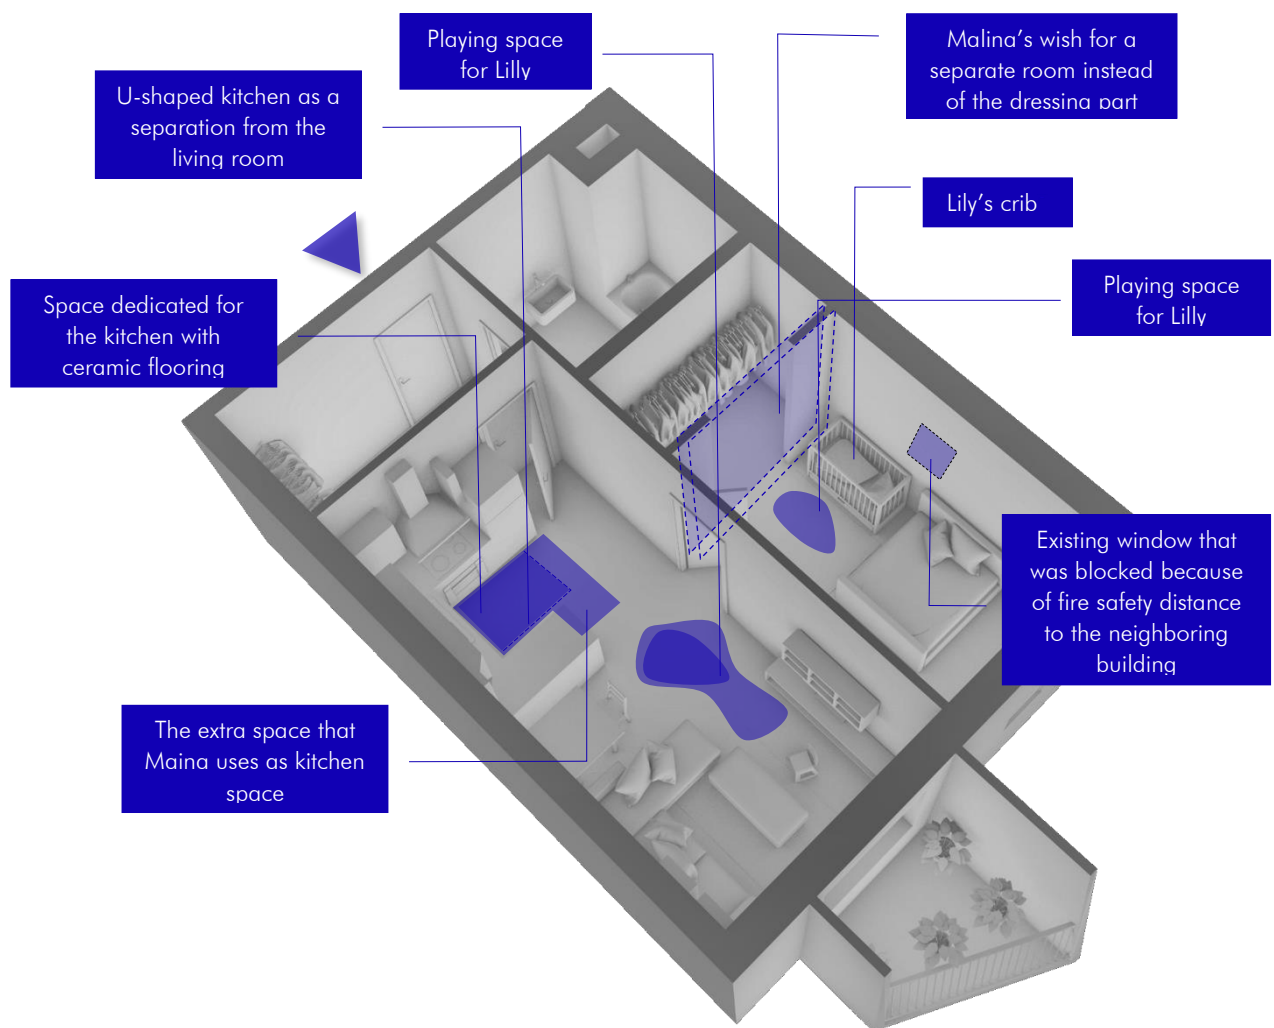 Playing space
for Lilly
Malina’s wish for a
separate room instead
of the dressing part
U-shaped kitchen as a
separation from the
living room
Lily’s crib
Playing space
for Lilly
Space dedicated for
the kitchen with
ceramic flooring
Existing window that
was blocked because
of fire safety distance
to the neighboring
building
The extra space that
Maina uses as kitchen
space